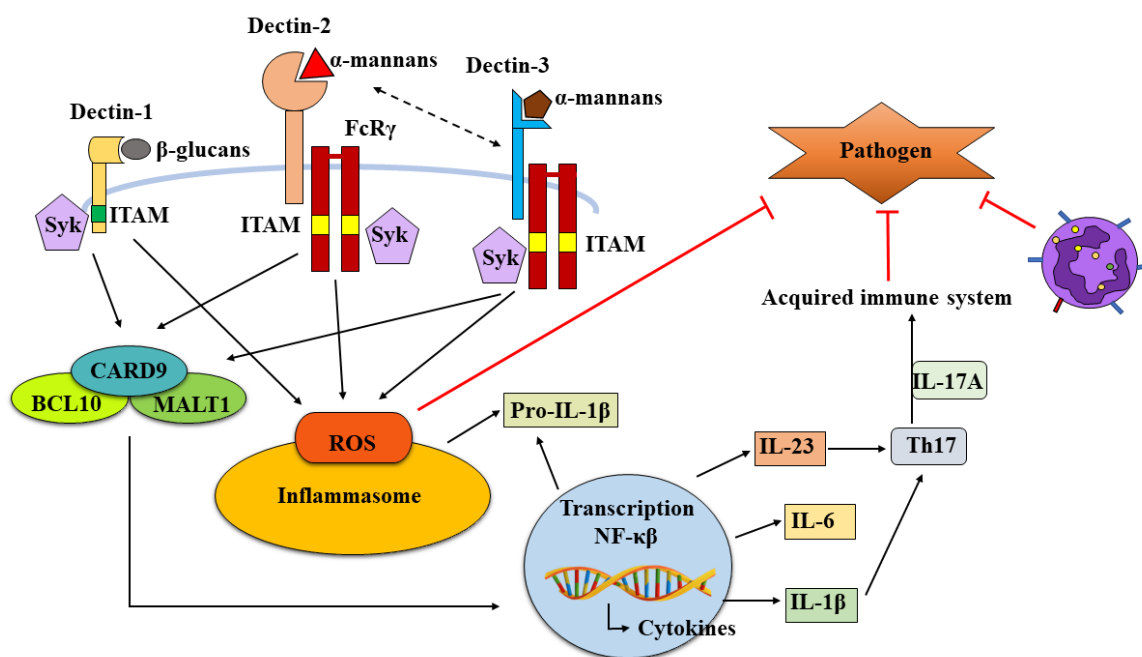 Dectin-2
α-mannans
Dectin-3
α-mannans
Dectin-1
β-glucans
FcRγ
Pathogen
Syk
ITAM
ITAM
Syk
Syk
ITAM
Acquired immune system
CARD9
BCL10
MALT1
IL-17A
Pro-IL-1β
ROS
IL-23
Th17
Inflammasome
Transcription
NF-κβ
IL-6
IL-1β
Cytokines